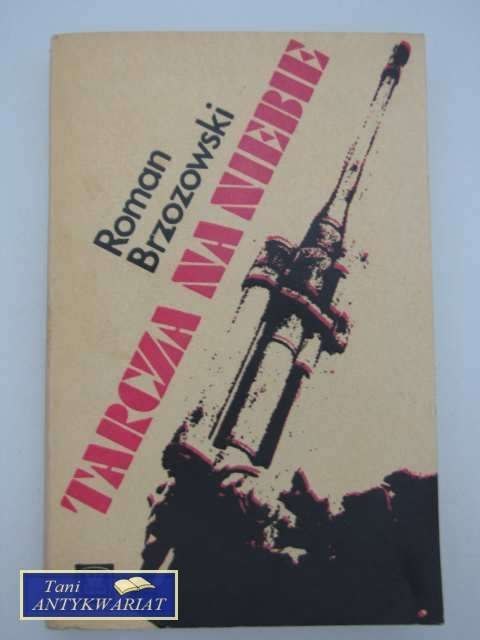 Roman
Brzozowski
TARCZA NA NIEBIE
Tani
ANTYKWARIAT